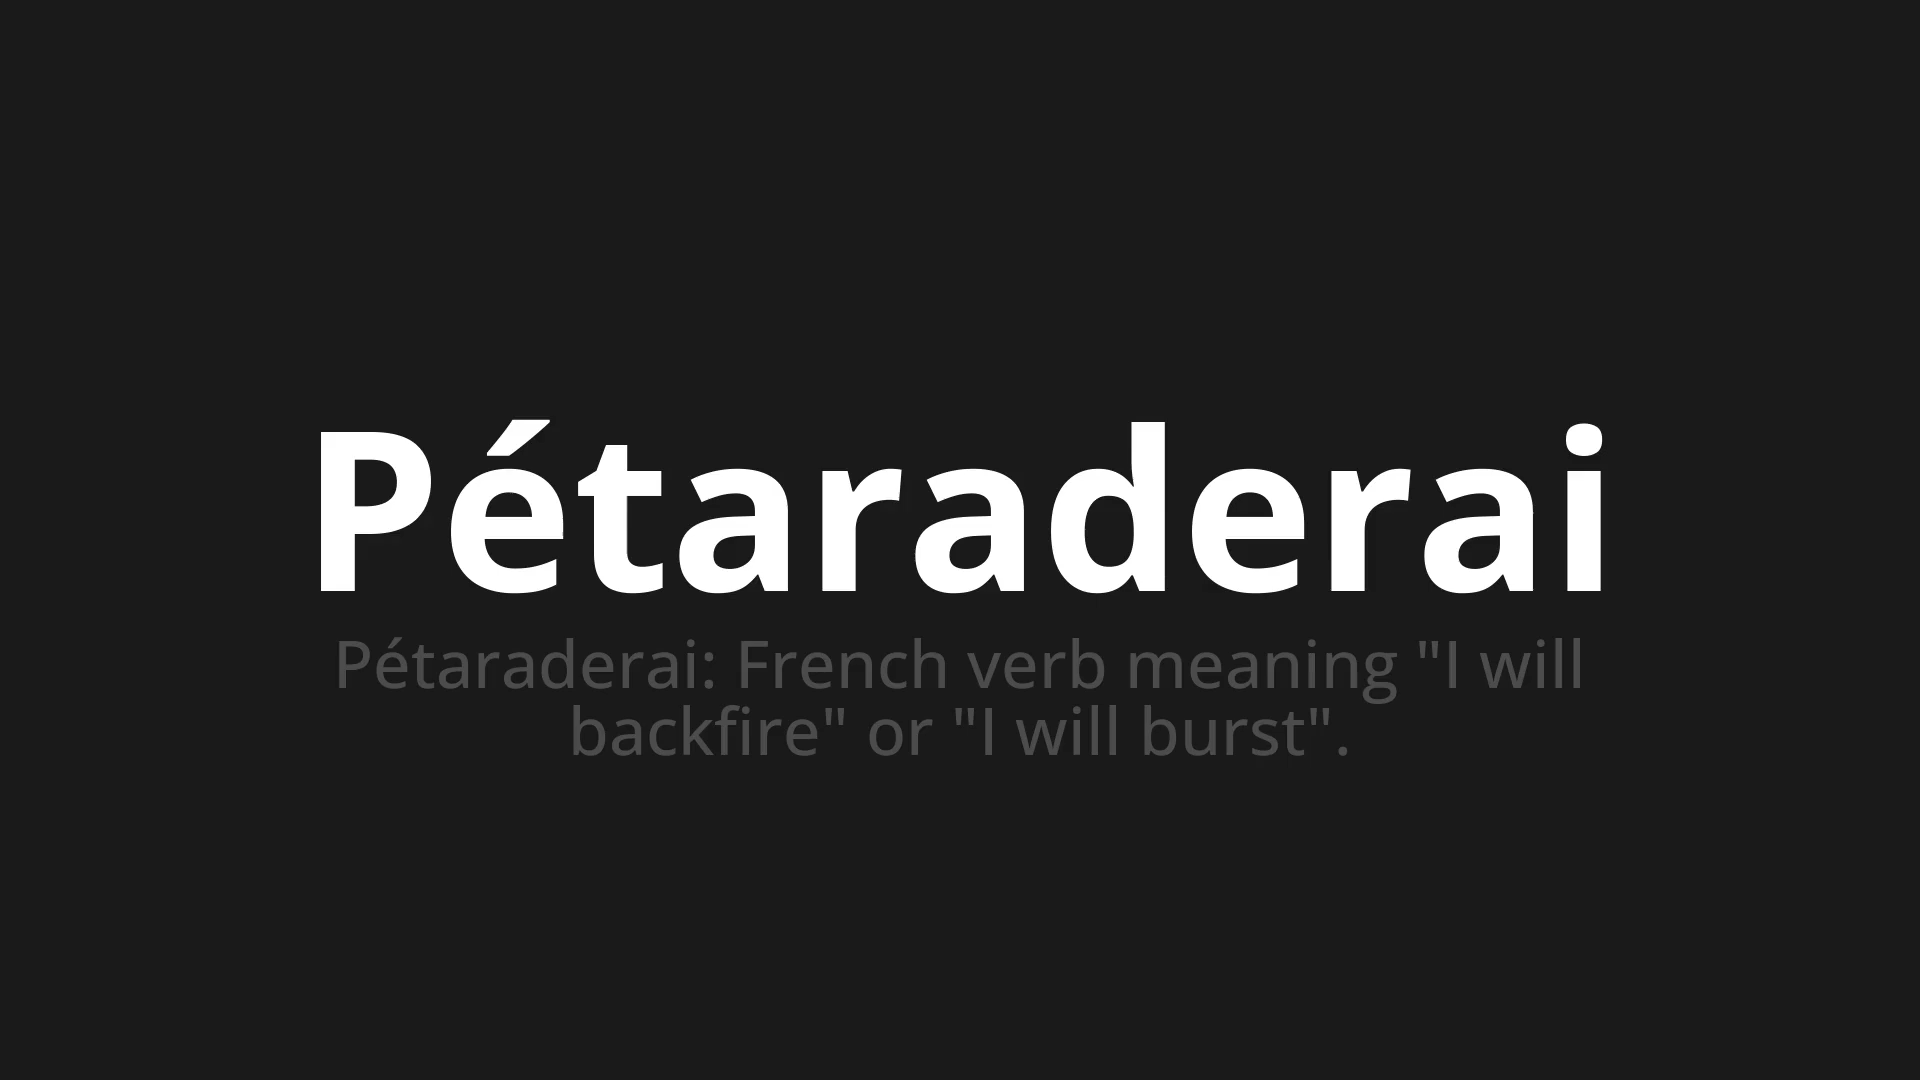 Pétaraderai
Pétaraderai: French verb meaning "I will
backfire" or "I will burst".